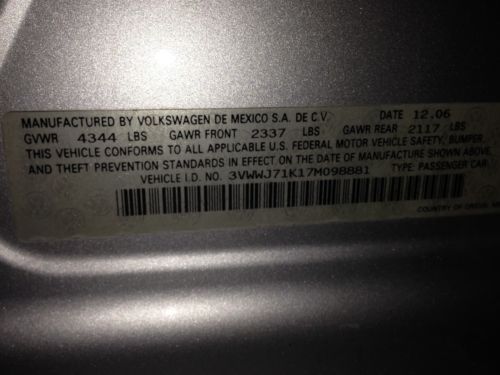 MANUFACTURED BY VOLKSWAGEN DE MEXICO S.A. DE C.V. DATE 12.06
GVWR 4344 LBS GAWR FRONT 2337 LBS GAWR REAR 2117 LBS
THIS VEHICLE CONFORMS TO ALL APPLICABLE U.S. FEDERAL MOTOR VEHICLE SAFETY, BUMPER,
AND THEFT PREVENTION STANDARDS IN EFFECT ON THE DATE OF MANUFACTURE SHOWN ABOVE.
VEHICLE I.D. NO. 3VWWJ71K17M098881 TYPE: PASSENGER CAR
COUNTRY OF ORIGIN: